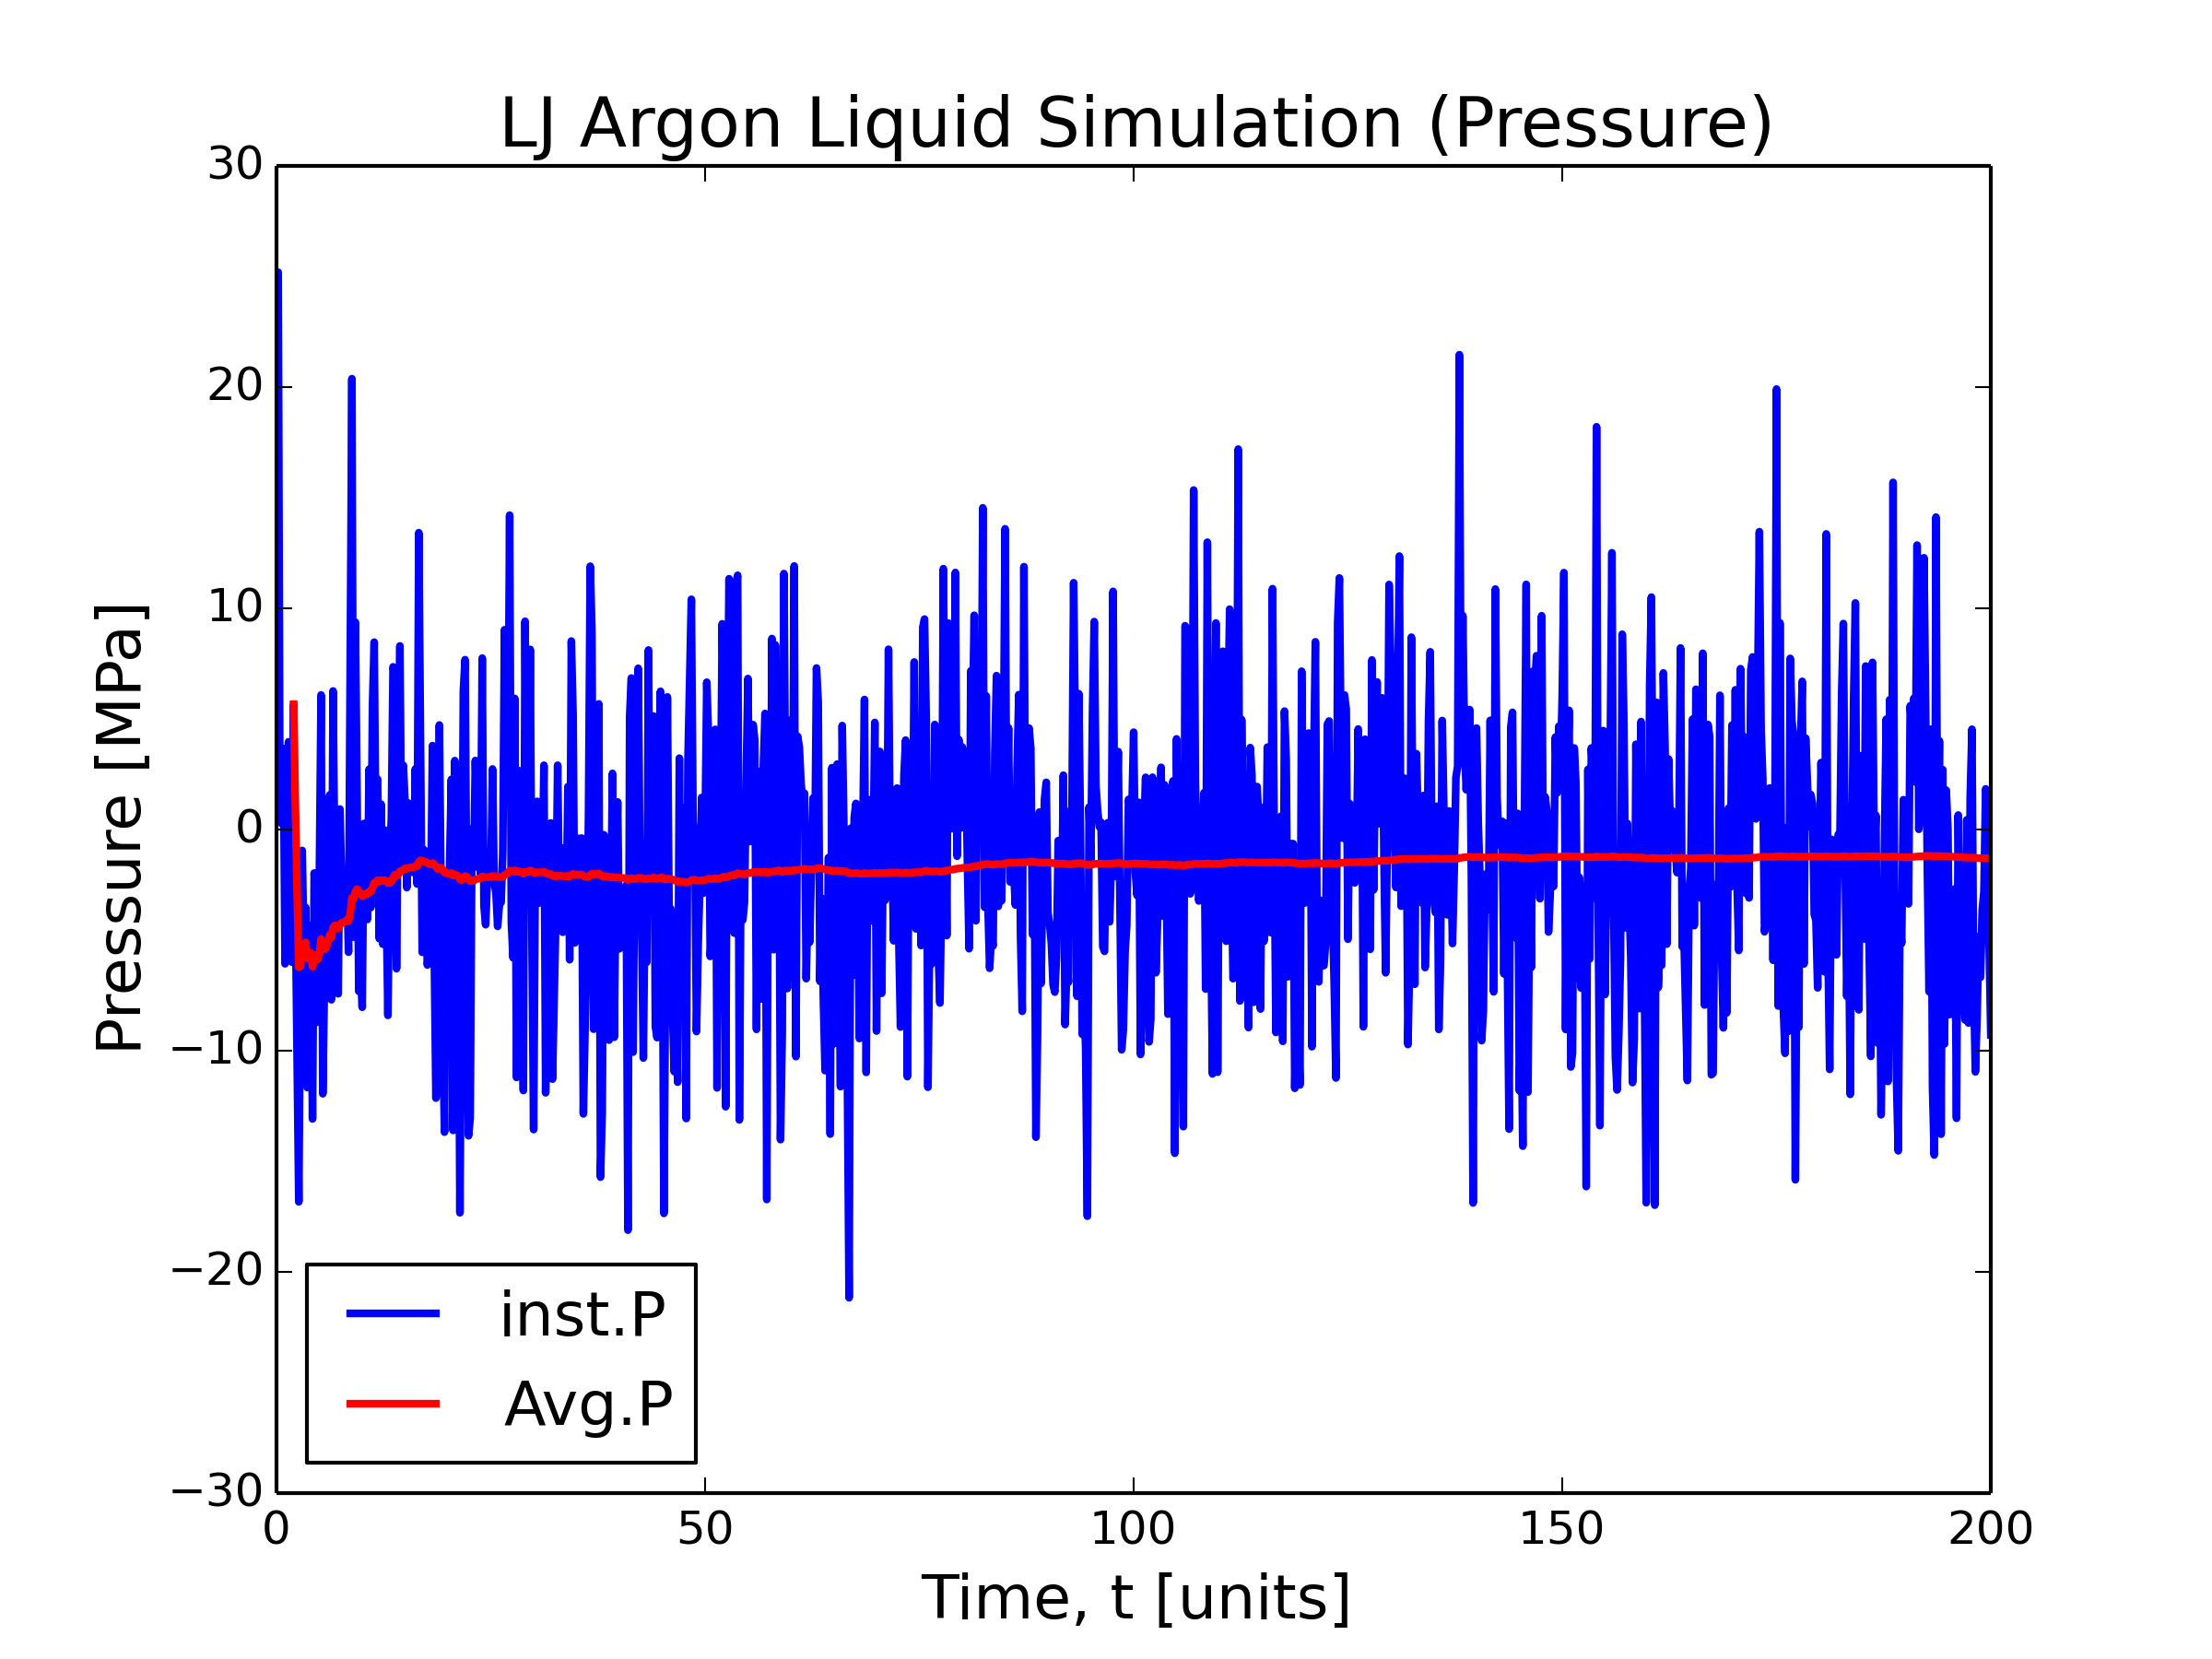 LJ Argon Liquid Simulation (Pressure)
30
20
10
0
−10
−20
−30
Pressure [MPa]
inst.P
Avg.P
0 50 100 150 200
Time, t [units]